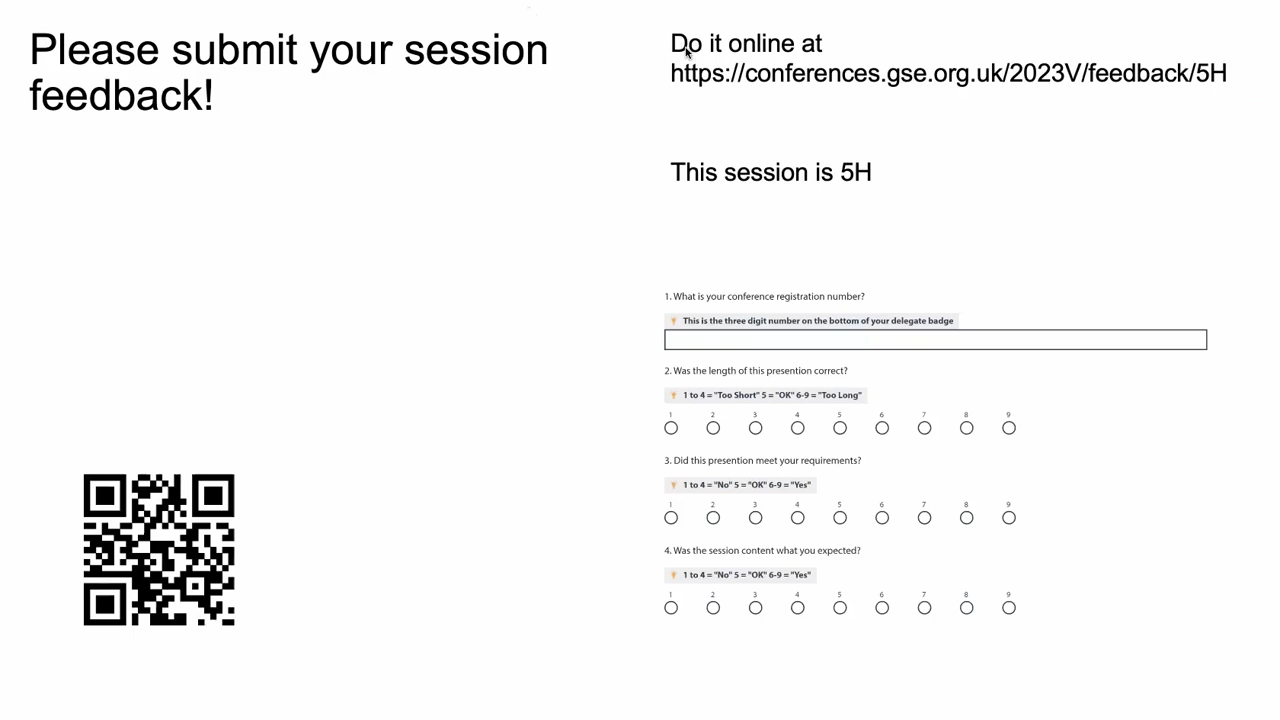 Please submit your session
feedback!
Do it online at
https://conferences.gse.org.uk/2023V/feedback/5H
This session is 5H
1. What is your conference registration number?
This is the three digit number on the bottom of your delegate badge
2. Was the length of this presention correct?
1 to 4 = "Too Short" 5 = "OK" 6-9 = "Too Long"
1 2 3 4 5 6 7 8 9
3. Did this presention meet your requirements?
1 to 4 = "No" 5 = "OK" 6-9 = "Yes"
1 2 3 4 5 6 7 8 9
4. Was the session content what you expected?
1 to 4 = "No" 5 = "OK" 6-9 = "Yes"
1 2 3 4 5 6 7 8 9